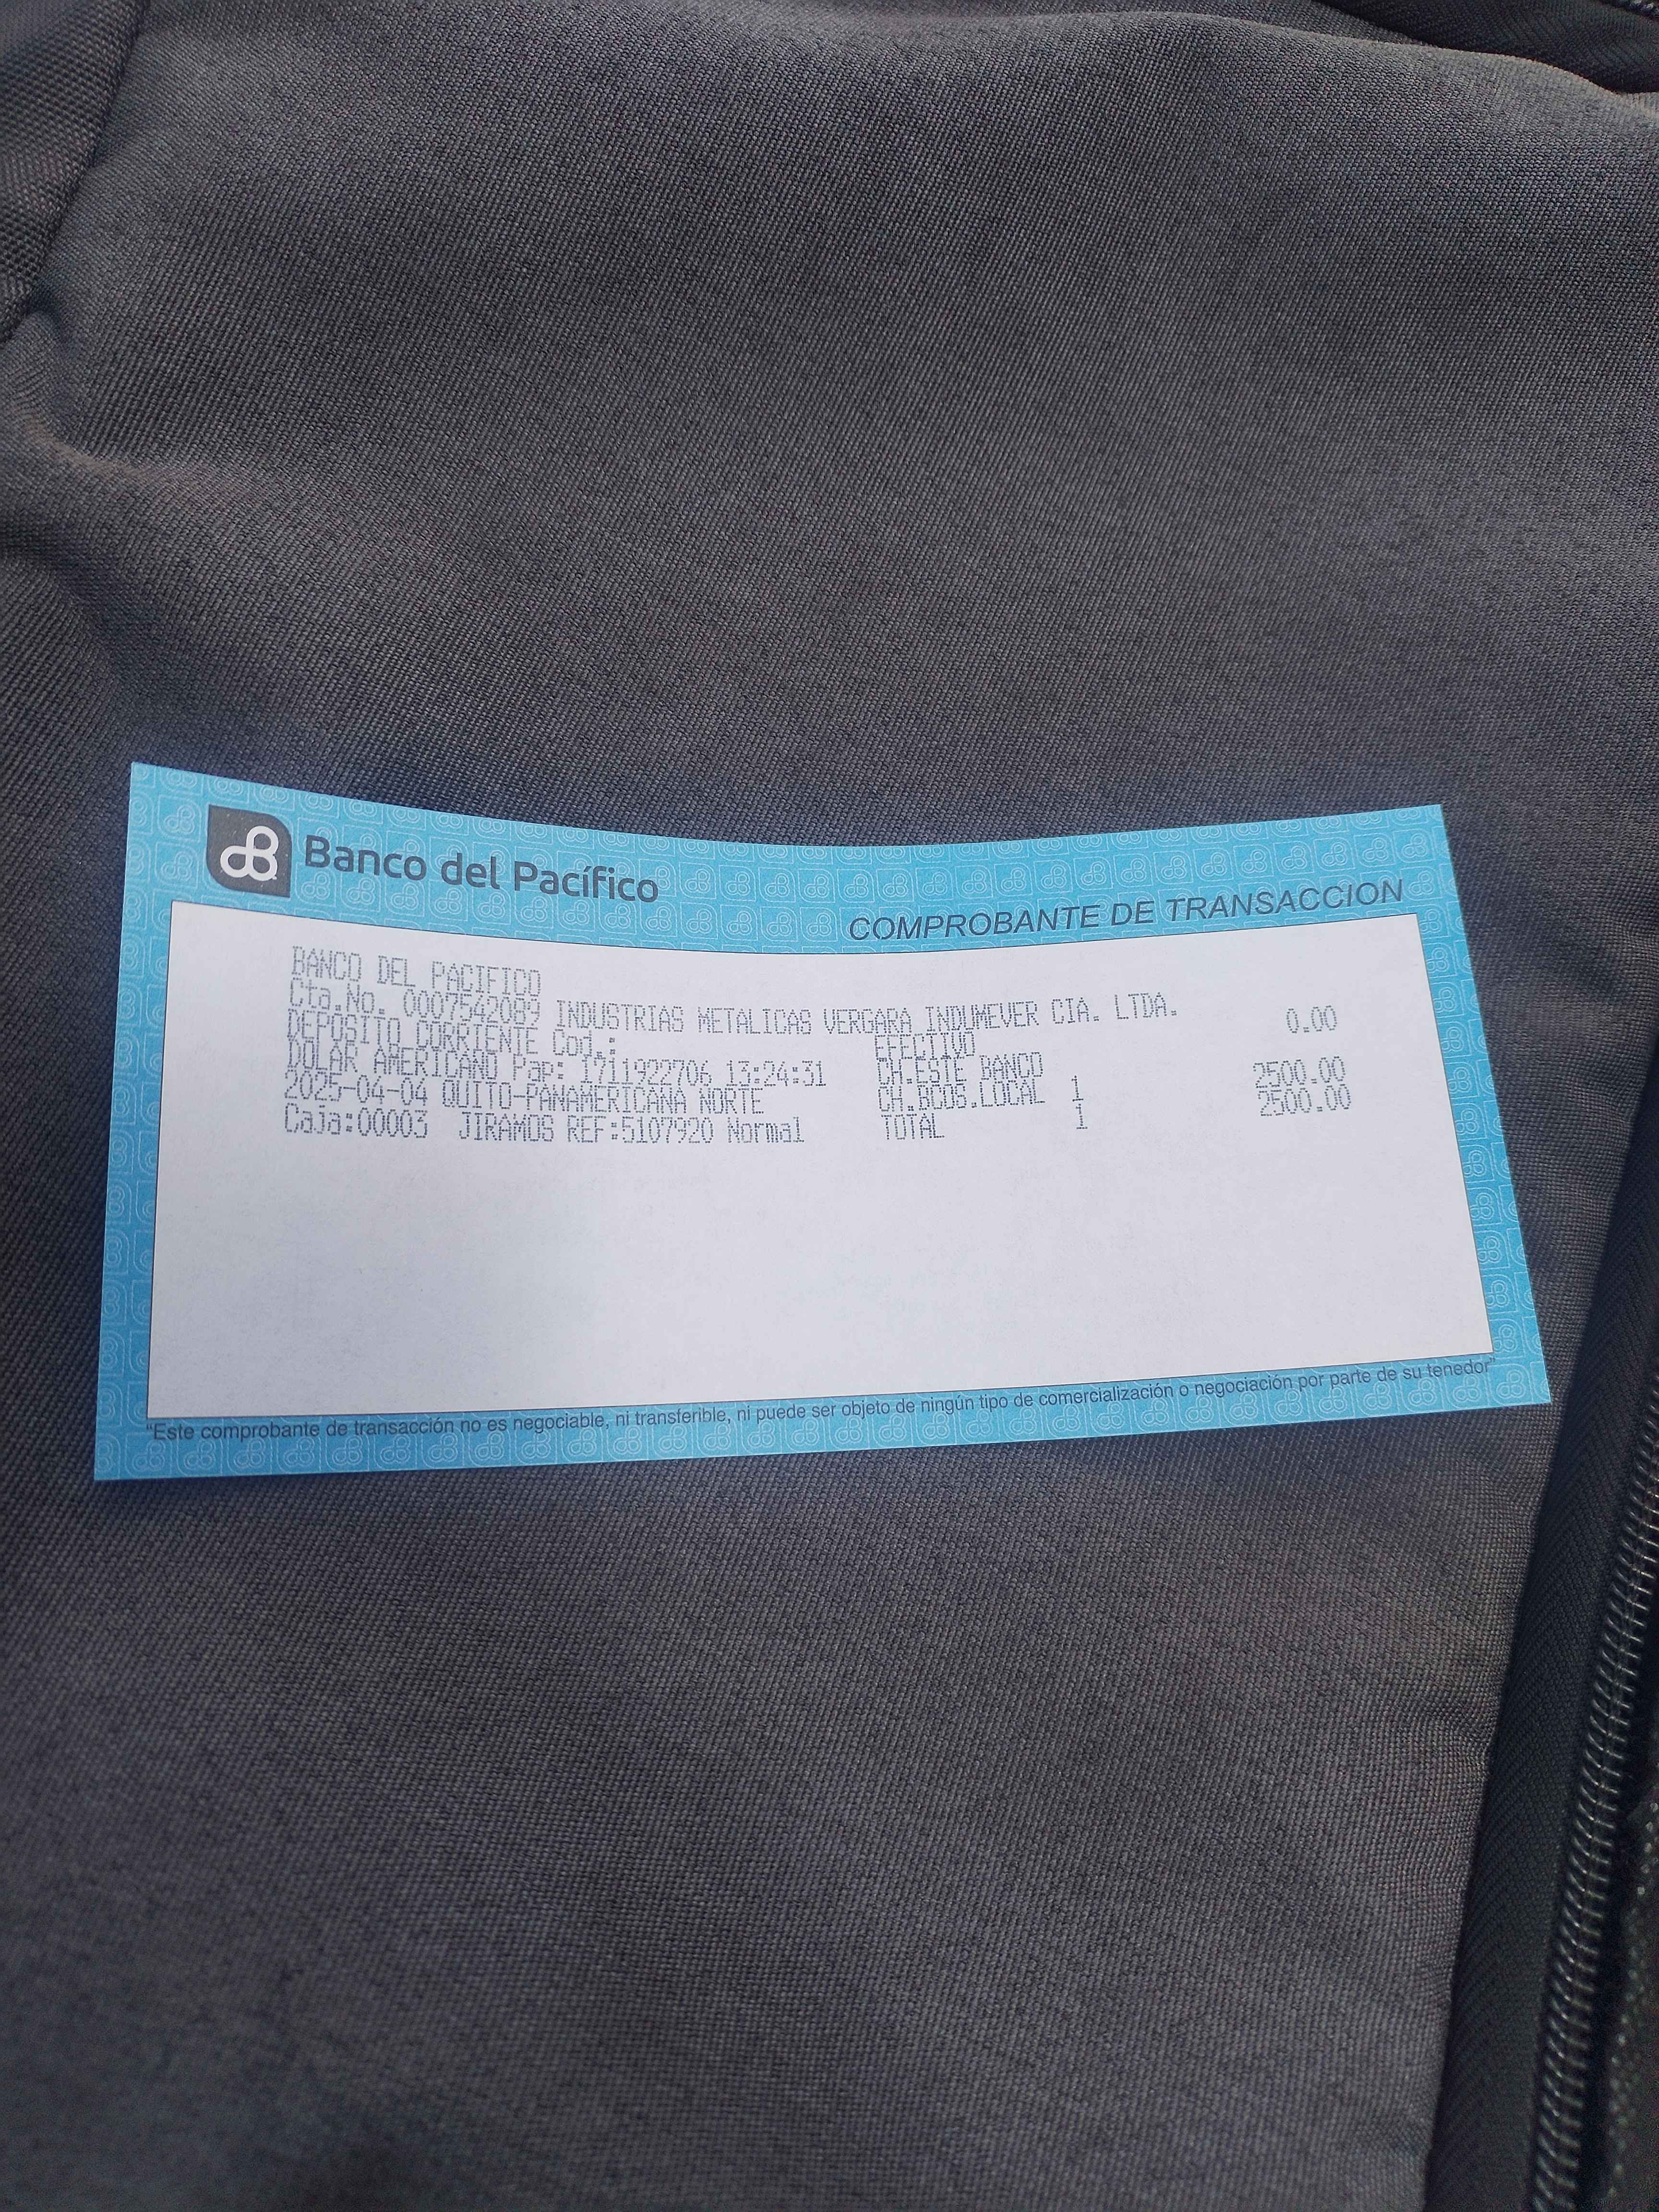 Banco del Pacífico
COMPROBANTE DE TRANSACCION
BANCO DEL PACIFICO
Cta.No. 0007542089 INDUSTRIAS METALICAS VERGARA INDUMEVER CIA. LTDA.
DEPOSITO CORRIENTE Cod.: EFECTIVO 0.00
DOLAR AMERICANO Pap: 1711922706 13:24:31 CH.ESTE BANCO
2025-04-04 QUITO-PANAMERICANA NORTE CH.BCOS.LOCAL 1 2500.00
Caja:00003 JIRAMOS REF:5107920 Normal TOTAL 1 2500.00
"Este comprobante de transacción no es negociable, ni transferible, ni puede ser objeto de ningún tipo de comercialización o negociación por parte de su tenedor"